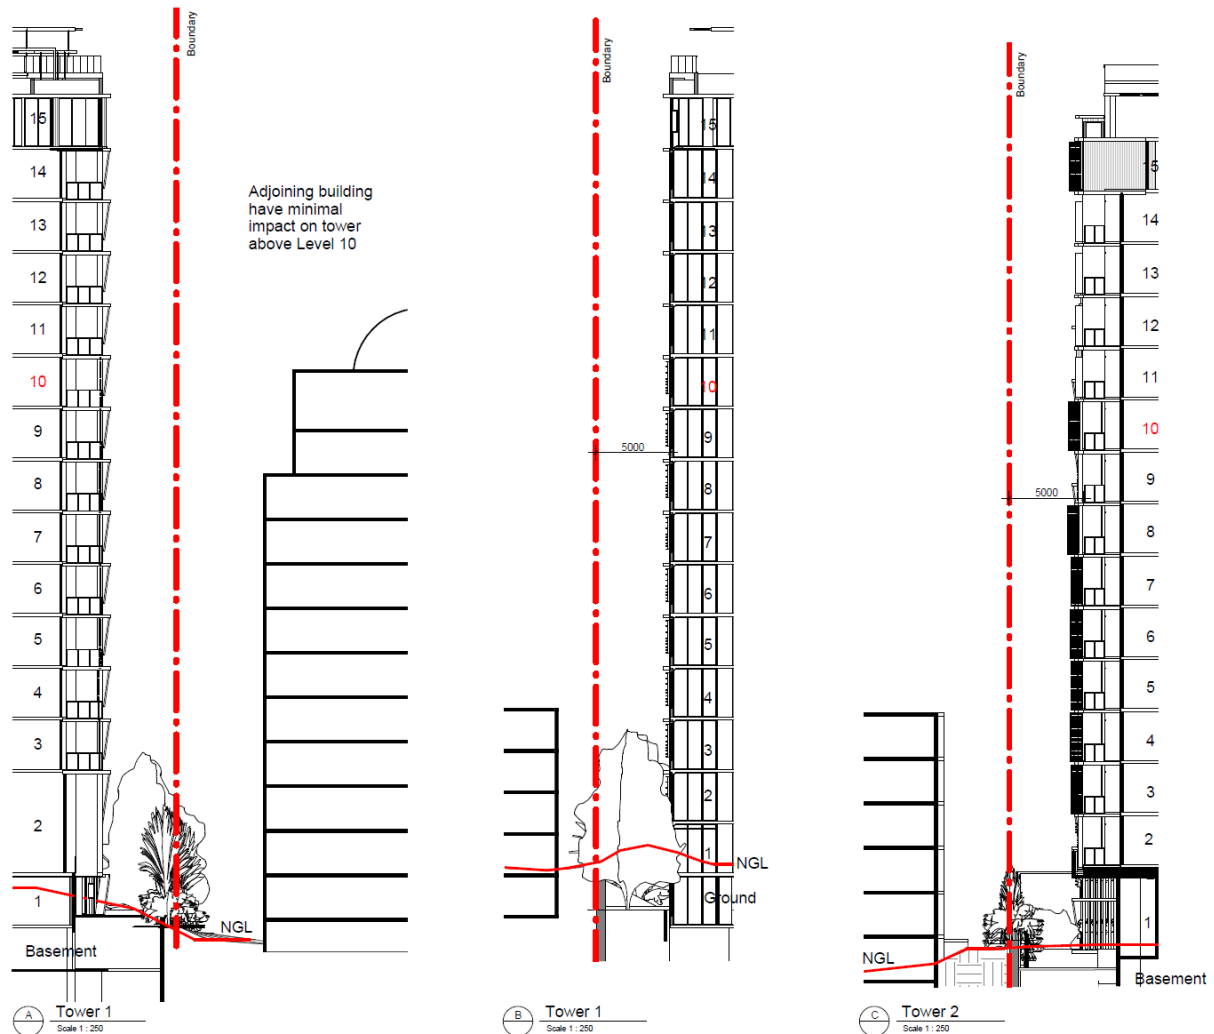 Boundary
15
14
13
12
11
10
9
8
7
6
5
4
3
2
1
Basement
NGL
Adjoining building
have minimal
impact on tower
above Level 10
A
Tower 1
Scale 1 : 250
Boundary
15
14
13
12
11
10
9
8
7
6
5
4
3
2
1
Ground
NGL
5000
B
Tower 1
Scale 1 : 250
Boundary
15
14
13
12
11
10
9
8
7
6
5
4
3
2
1
Basement
NGL
5000
C
Tower 2
Scale 1 : 250